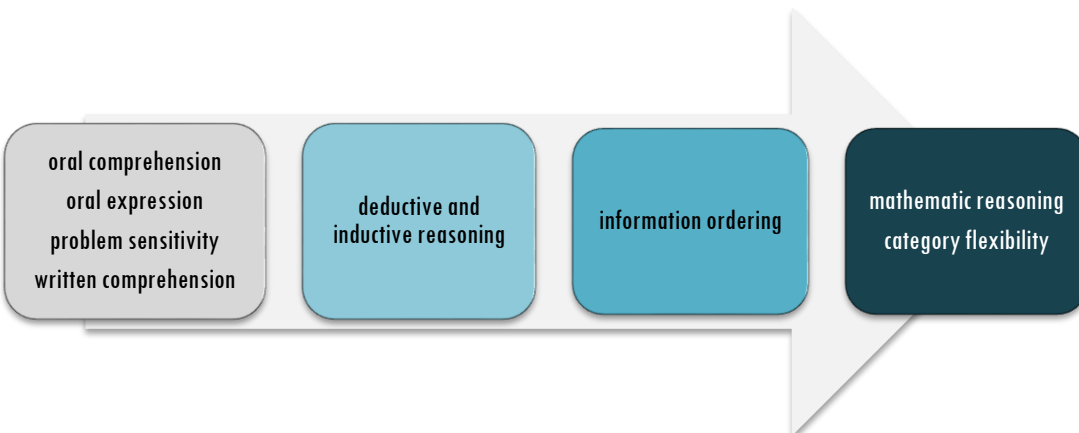 oral comprehension
oral expression
problem sensitivity
written comprehension
deductive and
inductive reasoning
information ordering
mathematic reasoning
category flexibility